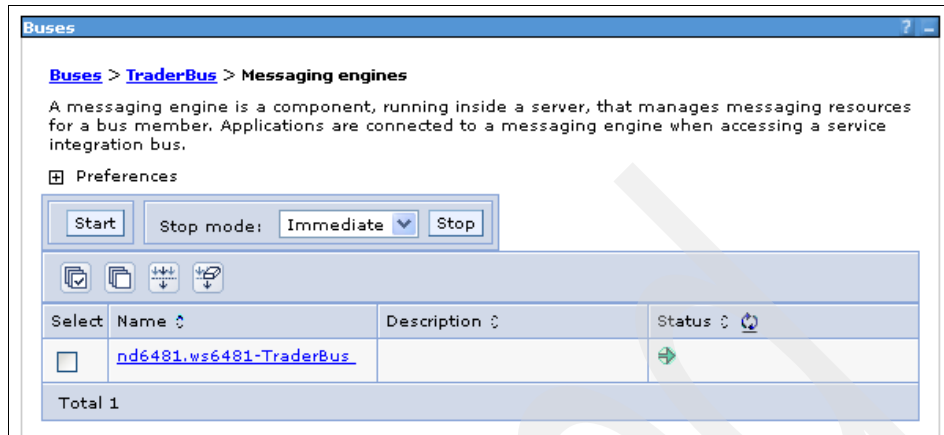 Buses ? _
Buses > TraderBus > Messaging engines
A messaging engine is a component, running inside a server, that manages messaging resources
for a bus member. Applications are connected to a messaging engine when accessing a service
integration bus.
Preferences
Start Stop mode: Immediate Stop
Select Name Description Status
nd6481.ws6481-TraderBus
Total 1